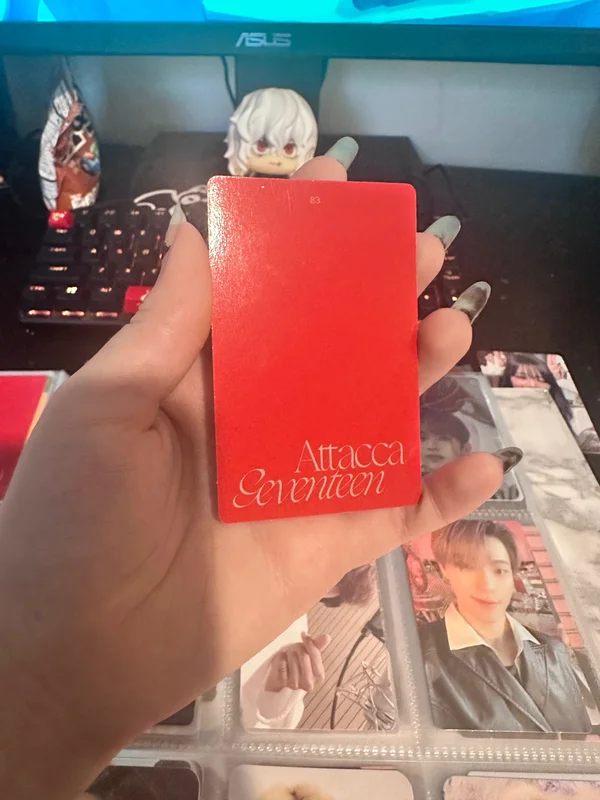 ASUS
83
Attacca
Seventeen